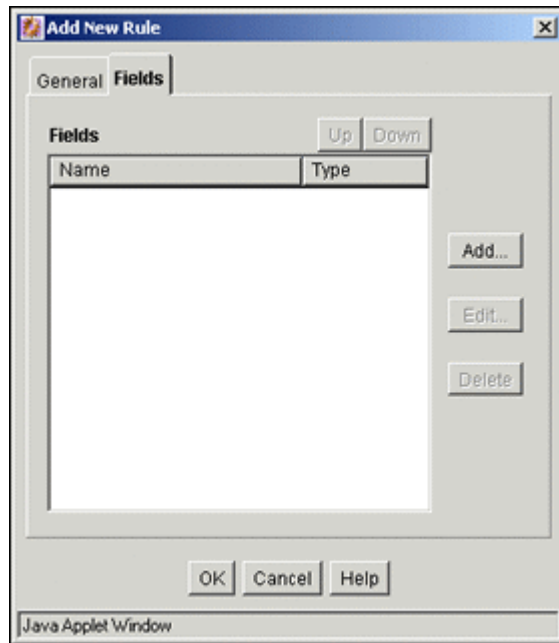 Add New Rule
General Fields
Fields Up Down
Name Type
Add...
Edit...
Delete
OK Cancel Help
Java Applet Window